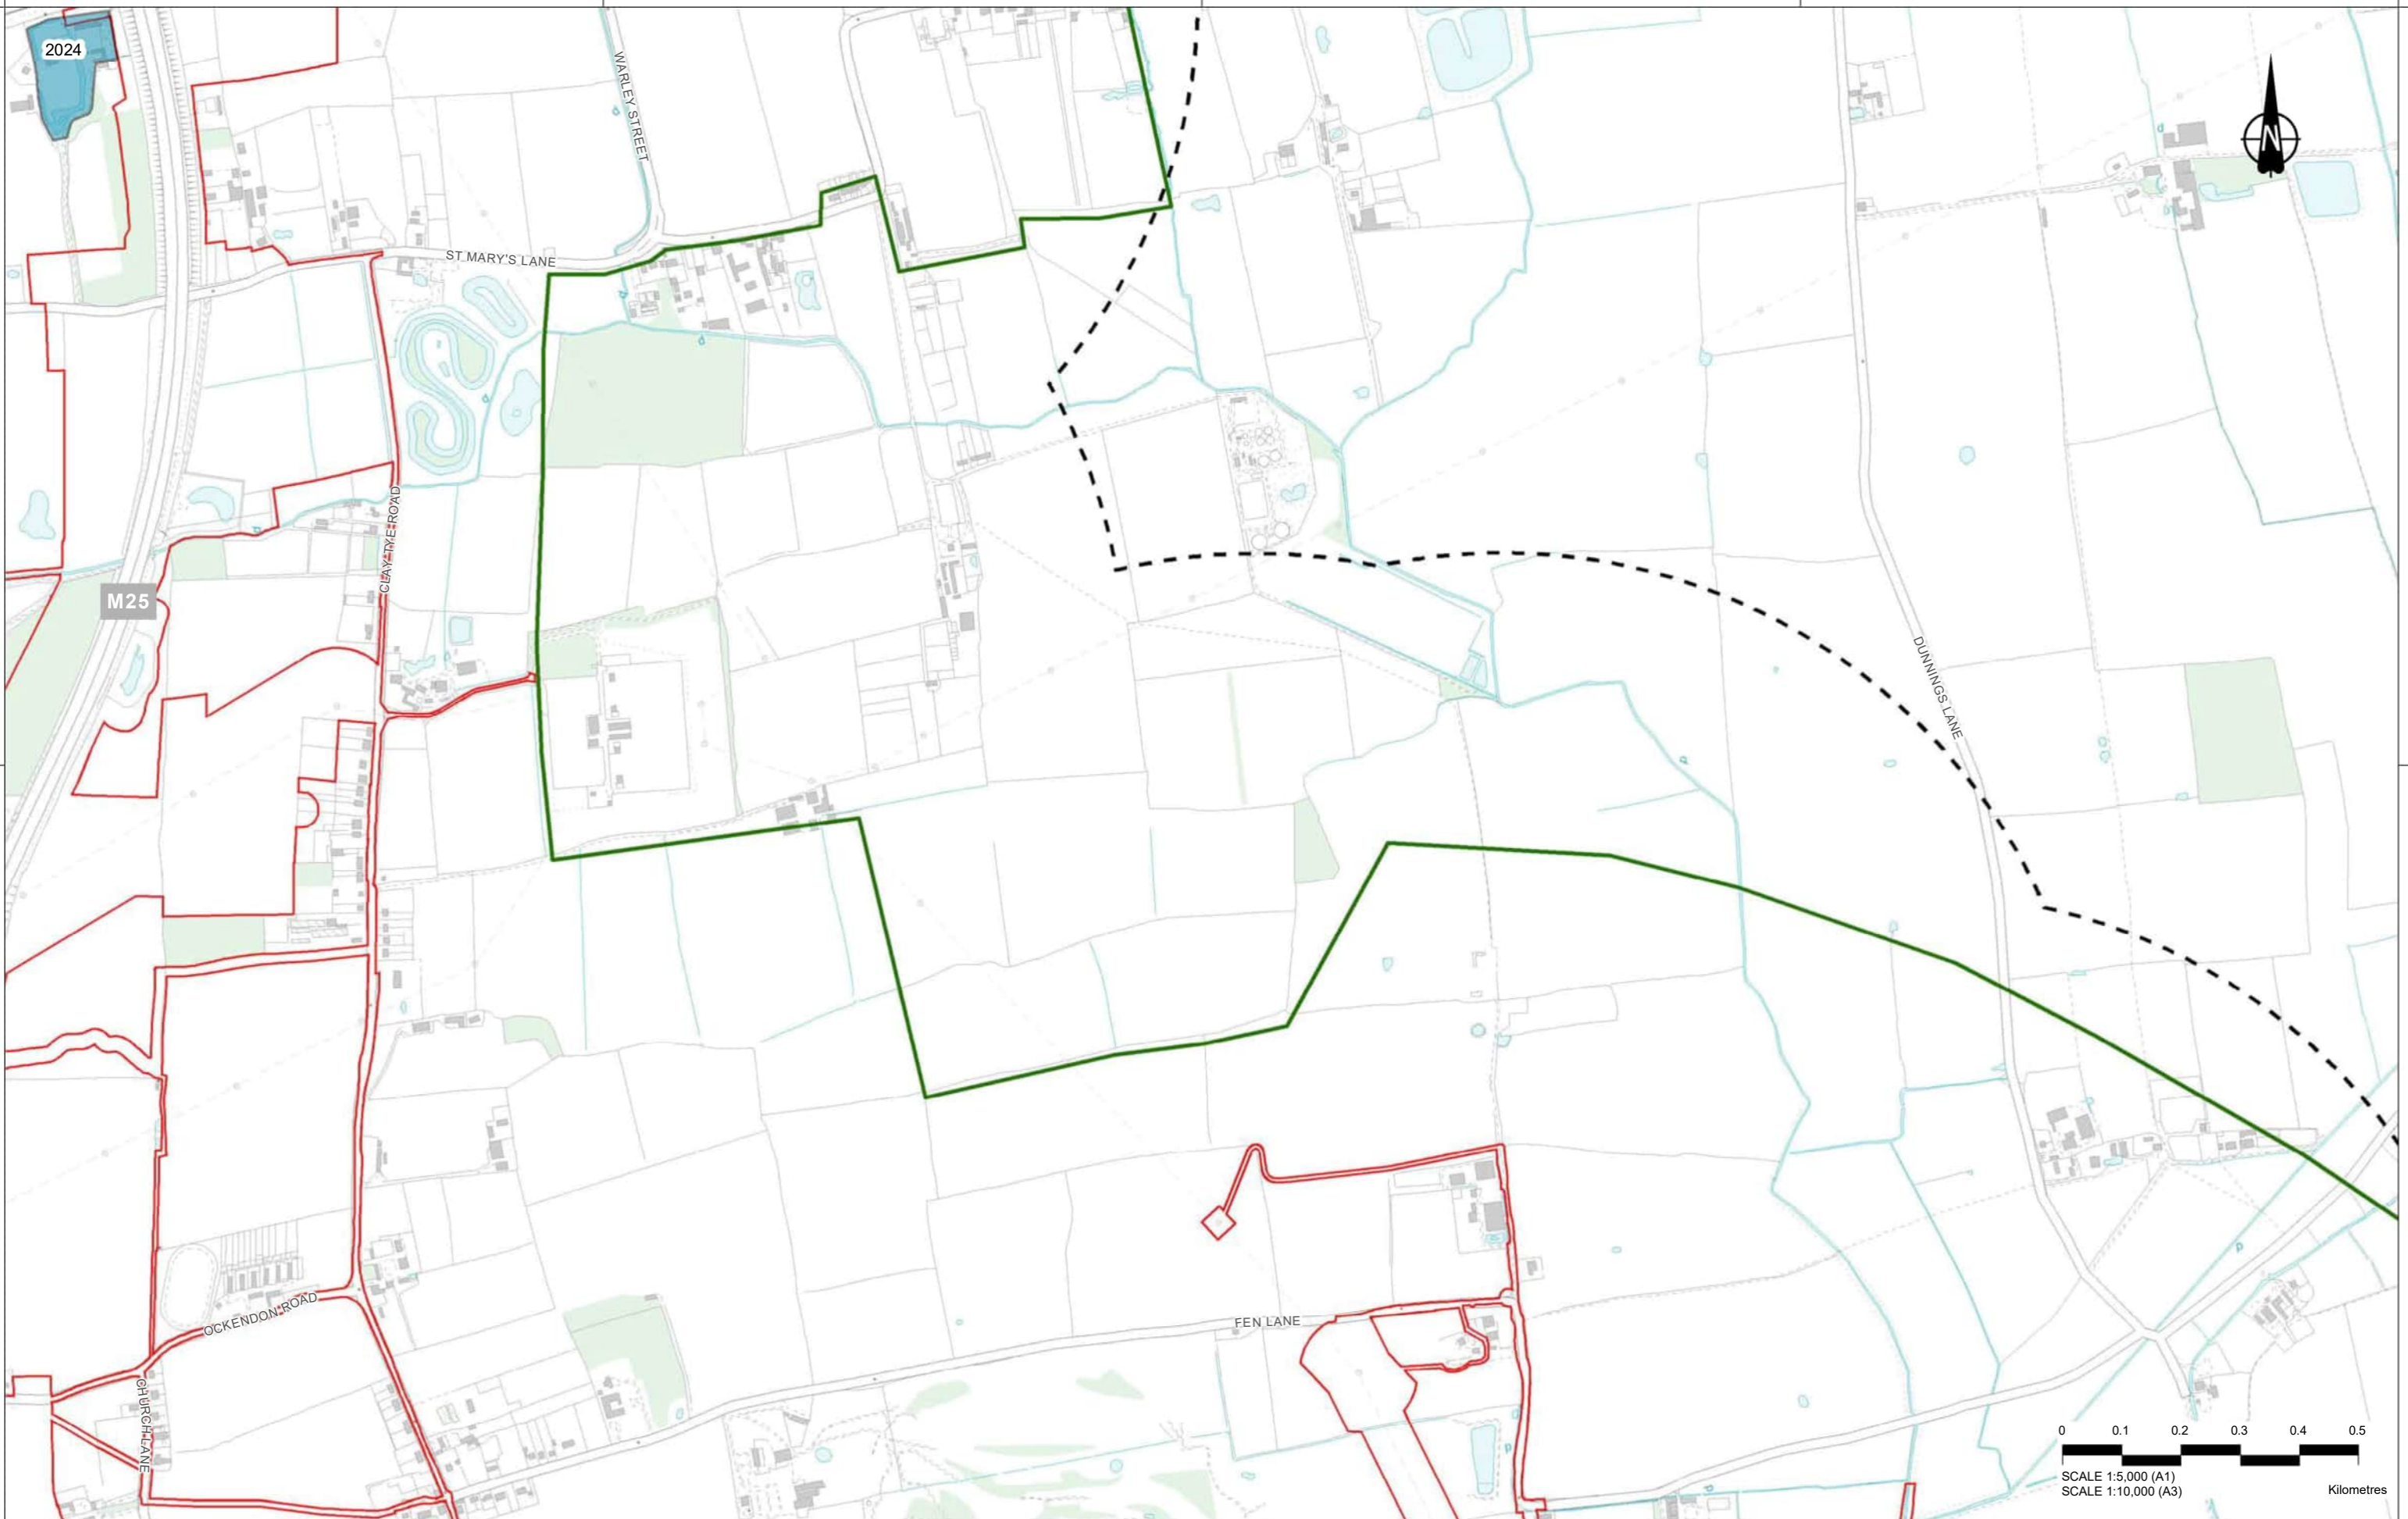 2024
WARLEY STREET
N
ST MARY'S LANE
CLAY TYE ROAD
M25
DUNNINGS LANE
OCKENDON ROAD
FEN LANE
CHURCH LANE
0 0.1 0.2 0.3 0.4 0.5
SCALE 1:5,000 (A1)
SCALE 1:10,000 (A3)
Kilometres